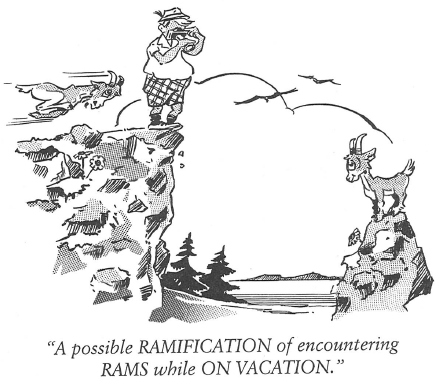 “A possible RAMIFICATION of encountering
RAMS while ON VACATION.”